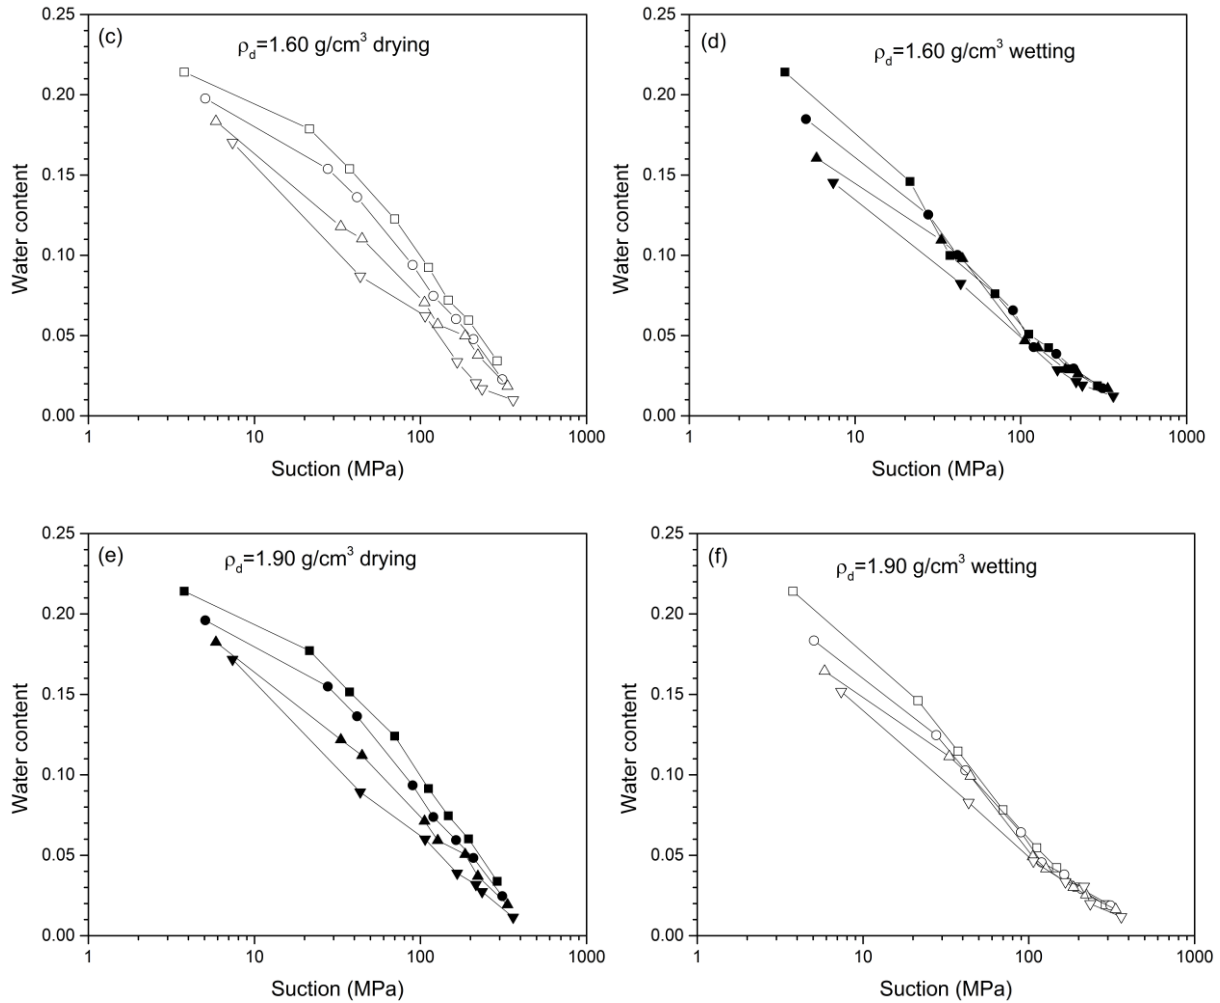 (c)
ρd=1.60 g/cm³ drying
0.25
0.20
0.15
0.10
0.05
0.00
Water content
1 10 100 1000
Suction (MPa)
(d)
ρd=1.60 g/cm³ wetting
0.25
0.20
0.15
0.10
0.05
0.00
Water content
1 10 100 1000
Suction (MPa)
(e)
ρd=1.90 g/cm³ drying
0.25
0.20
0.15
0.10
0.05
0.00
Water content
1 10 100 1000
Suction (MPa)
(f)
ρd=1.90 g/cm³ wetting
0.25
0.20
0.15
0.10
0.05
0.00
Water content
1 10 100 1000
Suction (MPa)